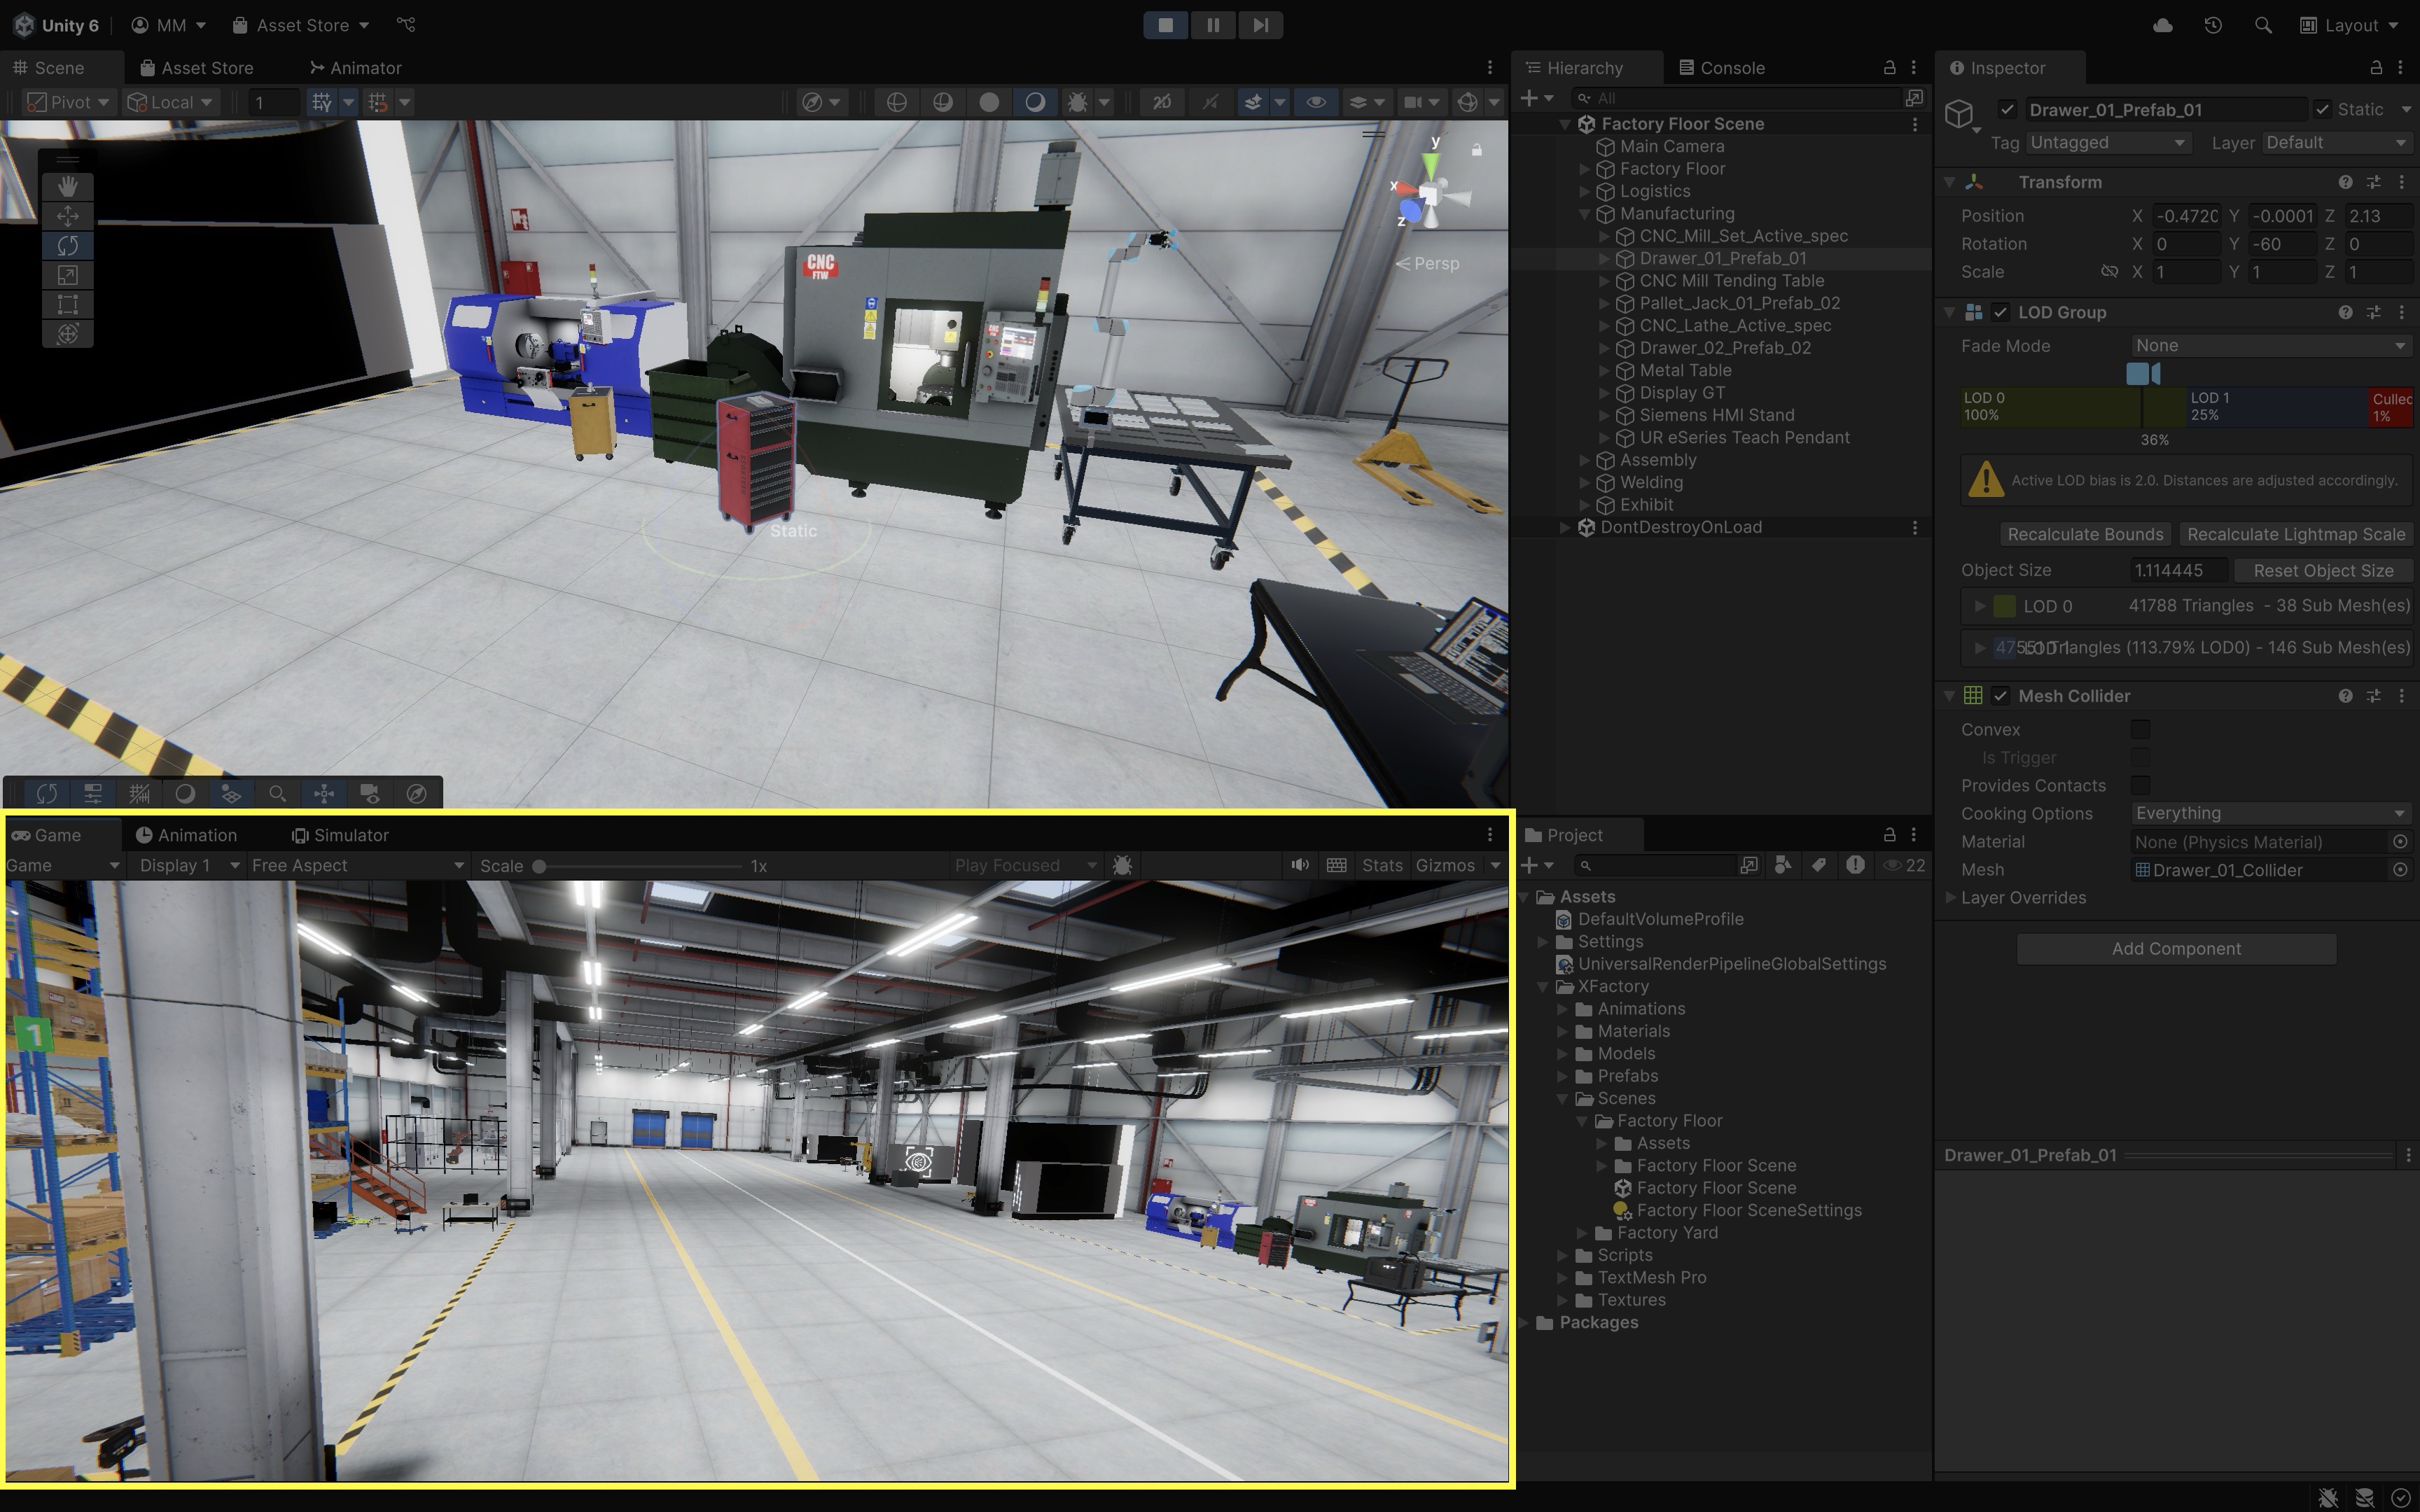 Unity 6 MM Asset Store Layout
Scene Asset Store Animator
Pivot Local 1 2D
y
x
z
Persp
CNC
FTW
Static
Hierarchy Console
All
Factory Floor Scene
Main Camera
Factory Floor
Logistics
Manufacturing
CNC_Mill_Set_Active_spec
Drawer_01_Prefab_01
CNC Mill Tending Table
Pallet_Jack_01_Prefab_02
CNC_Lathe_Active_spec
Drawer_02_Prefab_02
Metal Table
Display GT
Siemens HMI Stand
UR eSeries Teach Pendant
Assembly
Welding
Exhibit
DontDestroyOnLoad
Inspector
Drawer_01_Prefab_01 Static
Tag Untagged Layer Default
Transform
Position X -0.472( Y -0.0001 Z 2.13
Rotation X 0 Y -60 Z 0
Scale X 1 Y 1 Z 1
LOD Group
Fade Mode None
LOD 0 LOD 1 Culled
100% 25% 1%
36%
Active LOD bias is 2.0. Distances are adjusted accordingly.
Recalculate Bounds Recalculate Lightmap Scale
Object Size 1.114445 Reset Object Size
LOD 0 41788 Triangles - 38 Sub Mesh(es)
LOD 1 47551 Triangles (113.79% LOD0) - 146 Sub Mesh(es)
Mesh Collider
Convex
Is Trigger
Provides Contacts
Cooking Options Everything
Material None (Physics Material)
Mesh Drawer_01_Collider
Layer Overrides
Add Component
Drawer_01_Prefab_01
Game Animation Simulator
Game Display 1 Free Aspect Scale 1x Play Focused Stats Gizmos
1
Project
22
Assets
DefaultVolumeProfile
Settings
UniversalRenderPipelineGlobalSettings
XFactory
Animations
Materials
Models
Prefabs
Scenes
Factory Floor
Assets
Factory Floor Scene
Factory Floor Scene
Factory Floor SceneSettings
Factory Yard
Scripts
TextMesh Pro
Textures
Packages